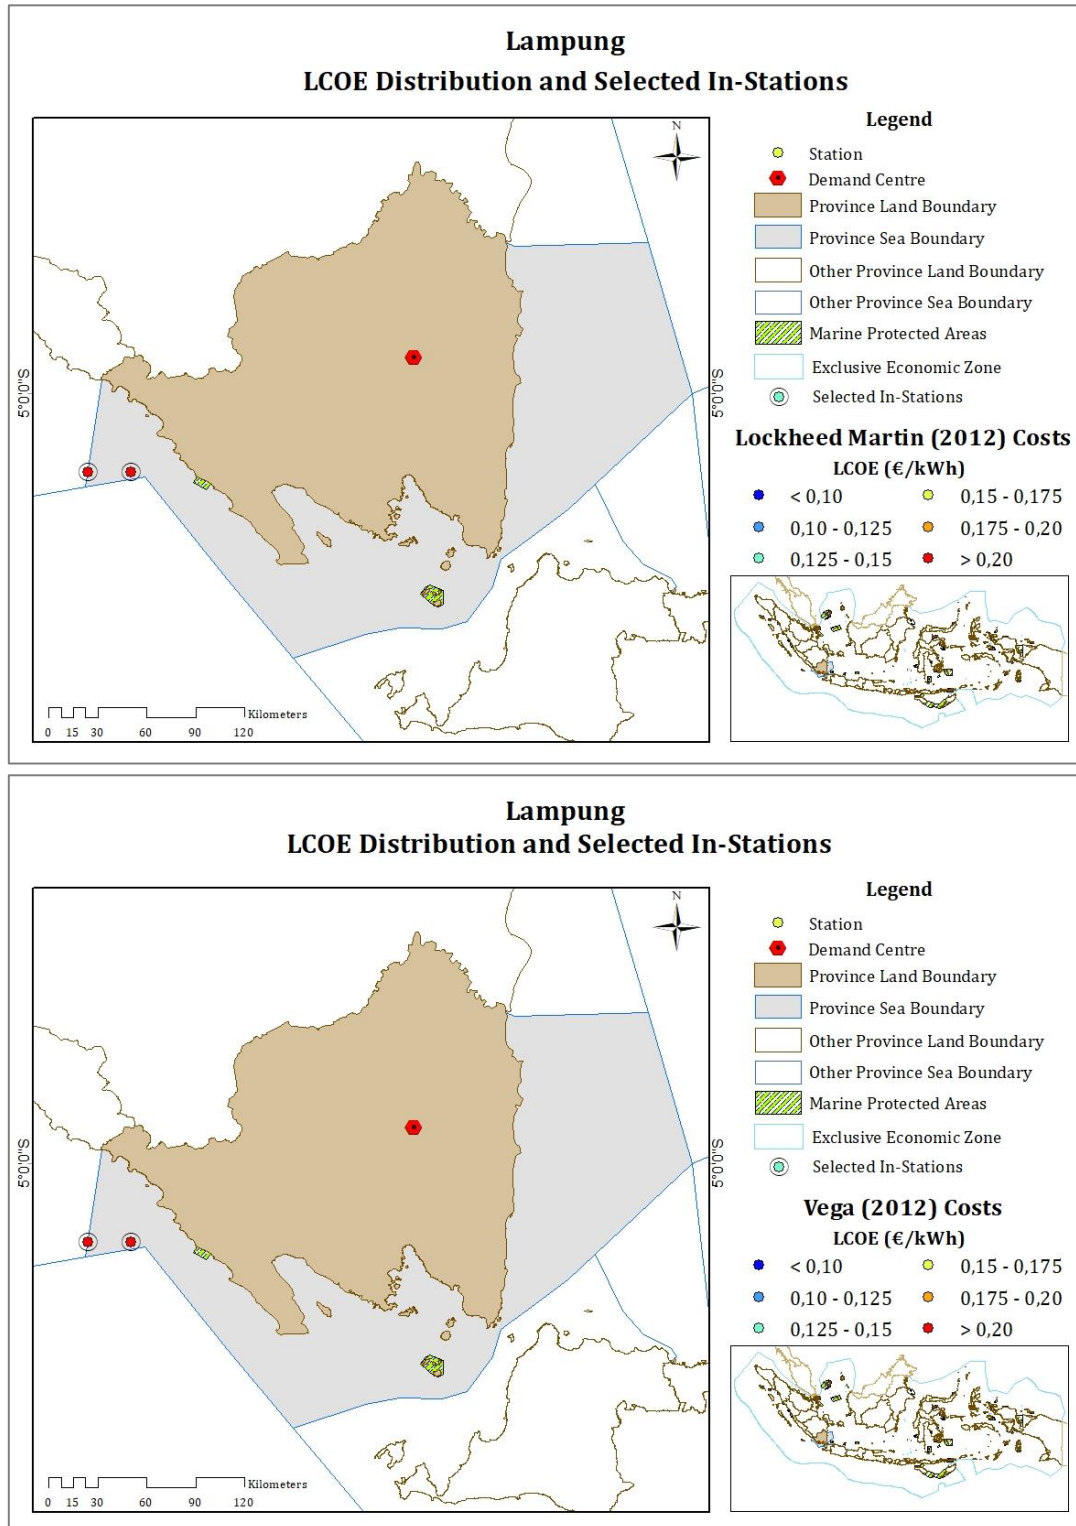 Lampung
LCOE Distribution and Selected In-Stations
N
5°0'0"S
5°0'0"S
Kilometers
0 15 30 60 90 120
Legend
Station
Demand Centre
Province Land Boundary
Province Sea Boundary
Other Province Land Boundary
Other Province Sea Boundary
Marine Protected Areas
Exclusive Economic Zone
Selected In-Stations
Lockheed Martin (2012) Costs
LCOE (€/kWh)
< 0,10 0,15 - 0,175
0,10 - 0,125 0,175 - 0,20
0,125 - 0,15 > 0,20
Lampung
LCOE Distribution and Selected In-Stations
N
5°0'0"S
5°0'0"S
Kilometers
0 15 30 60 90 120
Legend
Station
Demand Centre
Province Land Boundary
Province Sea Boundary
Other Province Land Boundary
Other Province Sea Boundary
Marine Protected Areas
Exclusive Economic Zone
Selected In-Stations
Vega (2012) Costs
LCOE (€/kWh)
< 0,10 0,15 - 0,175
0,10 - 0,125 0,175 - 0,20
0,125 - 0,15 > 0,20